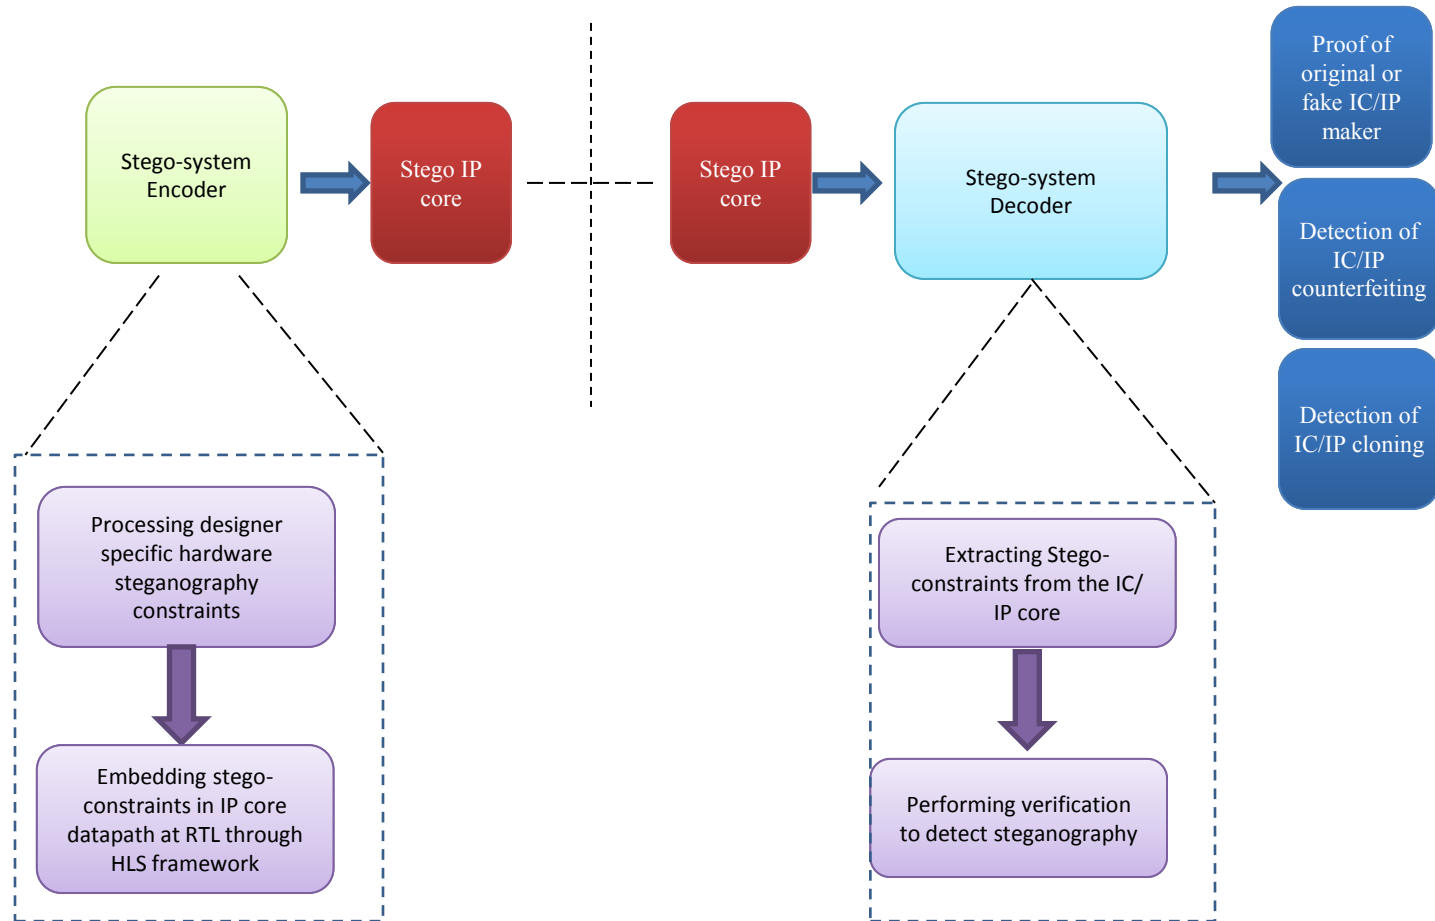 Stego-system
Encoder
Stego IP
core
Stego IP
core
Stego-system
Decoder
Proof of
original or
fake IC/IP
maker
Detection of
IC/IP
counterfeiting
Detection of
IC/IP cloning
Processing designer
specific hardware
steganography
constraints
Embedding stego-
constraints in IP core
datapath at RTL through
HLS framework
Extracting Stego-
constraints from the IC/
IP core
Performing verification
to detect steganography